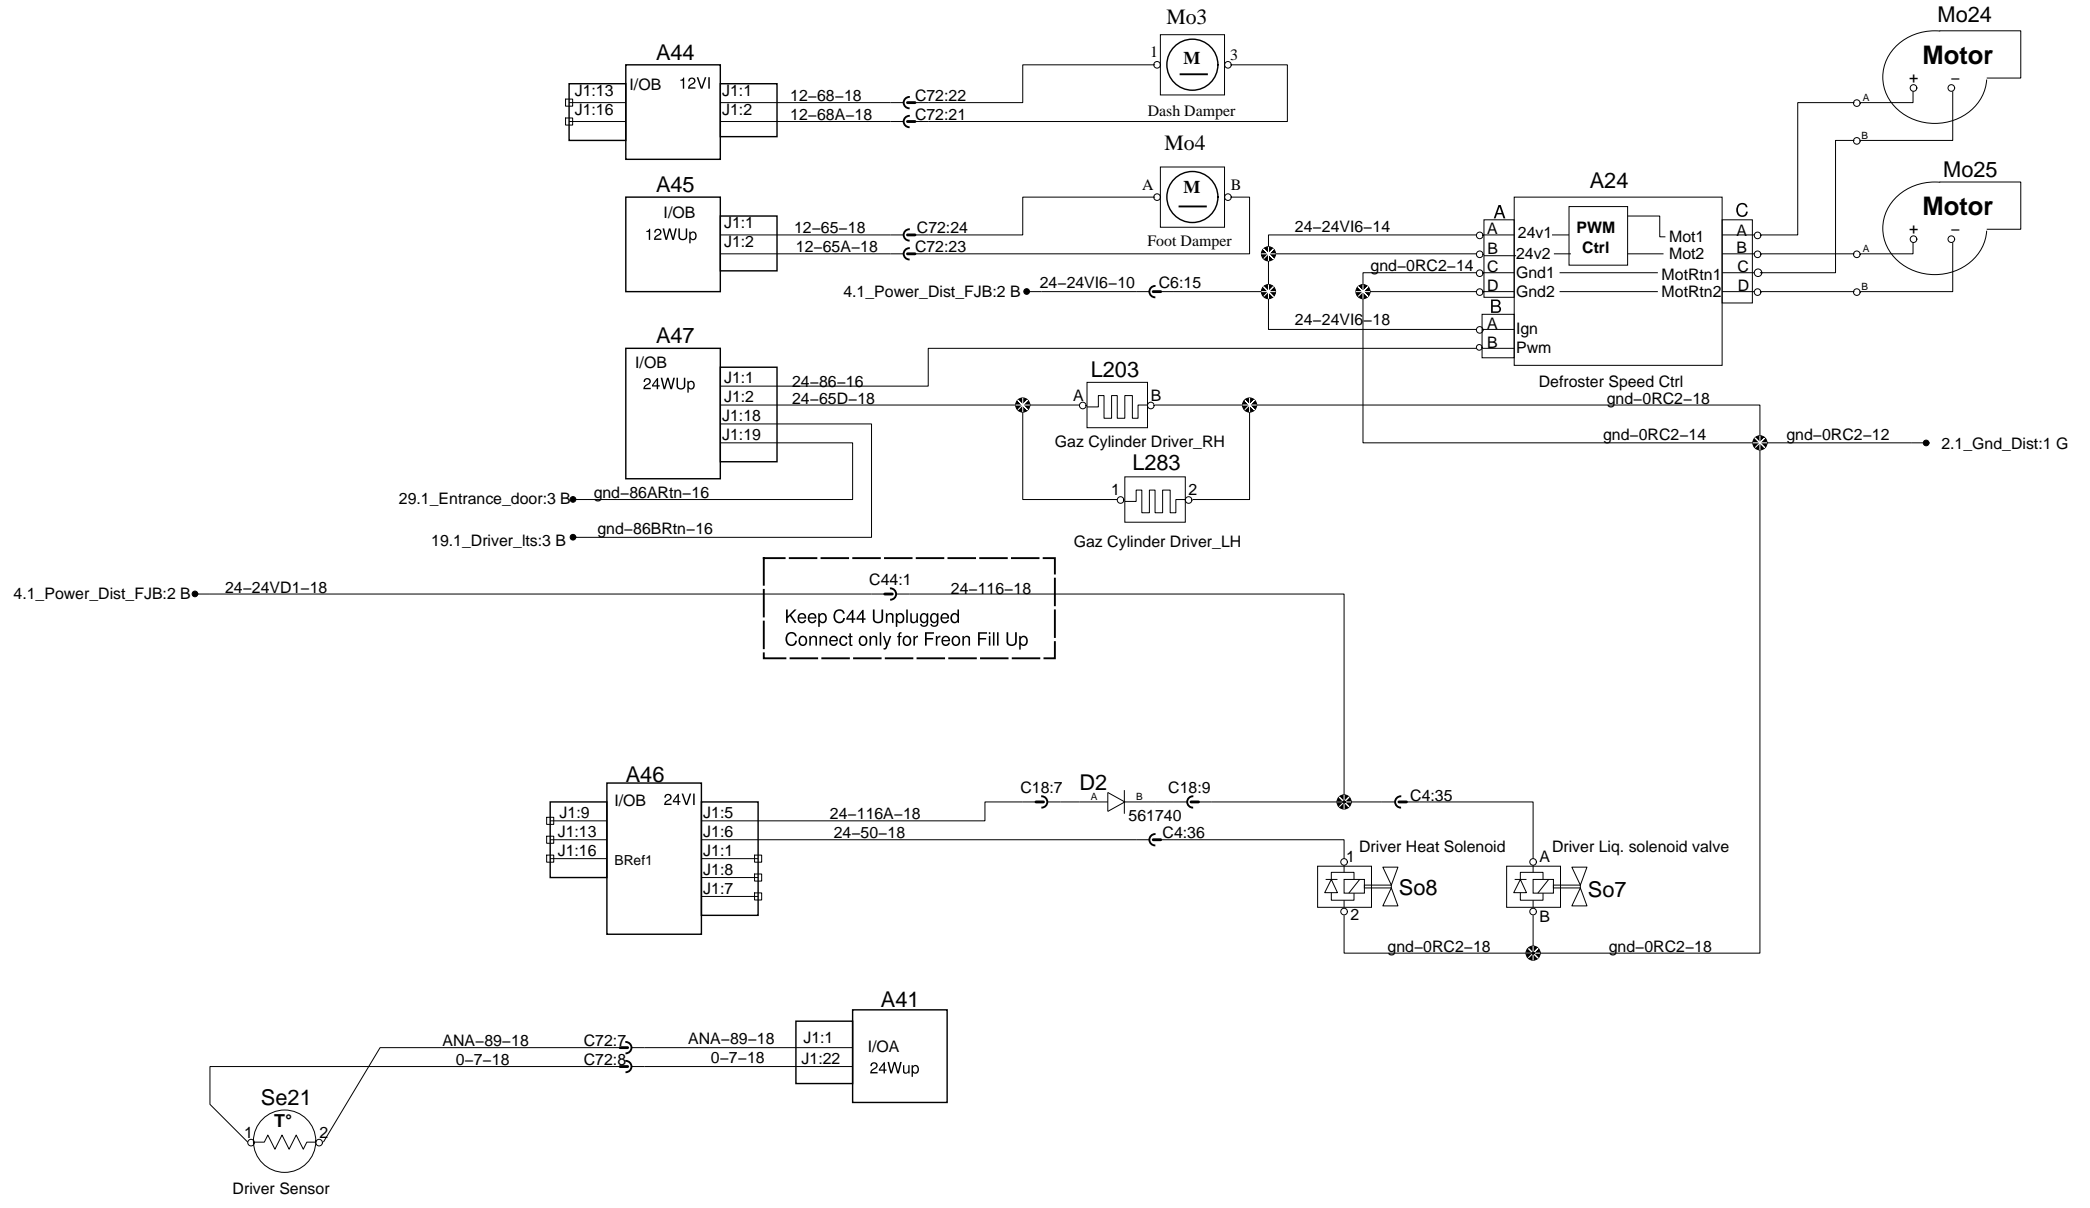 Mo3
Mo24
A44
I/OB 12VI
J1:13
J1:16
J1:1
J1:2
12-68-18
12-68A-18
C72:22
C72:21
1 M 3
Dash Damper
Motor
+ -
A
B
Mo4
A45
I/OB
12WUp
J1:1
J1:2
12-65-18
12-65A-18
C72:24
C72:23
A M B
Foot Damper
Mo25
Motor
+ -
A
B
A24
A
A
B
C
D
B
A
B
24v1
24v2
Gnd1
Gnd2
Ign
Pwm
PWM
Ctrl
Mot1
Mot2
MotRtn1
MotRtn2
C
A
B
C
D
Defroster Speed Ctrl
24-24VI6-14
gnd-0RC2-14
4.1_Power_Dist_FJB:2 B
24-24VI6-10
C6:15
24-24VI6-18
A47
I/OB
24WUp
J1:1
J1:2
J1:18
J1:19
24-86-16
24-65D-18
L203
A B
Gaz Cylinder Driver_RH
L283
1 2
Gaz Cylinder Driver_LH
gnd-0RC2-18
gnd-0RC2-14
gnd-0RC2-12
2.1_Gnd_Dist:1 G
29.1_Entrance_door:3 B
gnd-86ARtn-16
19.1_Driver_lts:3 B
gnd-86BRtn-16
4.1_Power_Dist_FJB:2 B
24-24VD1-18
C44:1
24-116-18
Keep C44 Unplugged
Connect only for Freon Fill Up
A46
I/OB 24VI
BRef1
J1:9
J1:13
J1:16
J1:5
J1:6
J1:1
J1:8
J1:7
24-116A-18
24-50-18
C18:7
D2
A B
561740
C18:9
C4:35
C4:36
Driver Heat Solenoid
1
So8
2
Driver Liq. solenoid valve
A
So7
B
gnd-0RC2-18
gnd-0RC2-18
A41
I/OA
24Wup
J1:1
J1:22
ANA-89-18
C72:7
ANA-89-18
0-7-18
C72:8
0-7-18
Se21
T°
1 2
Driver Sensor